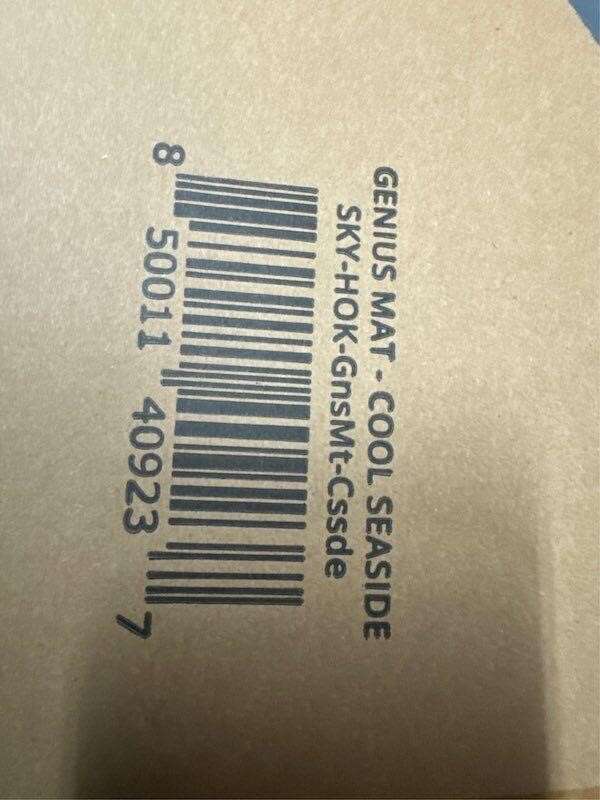 GENIUS MAT - COOL SEASIDE
SKY-HOK-GnsMt-Cssde
8 50011 40923 7